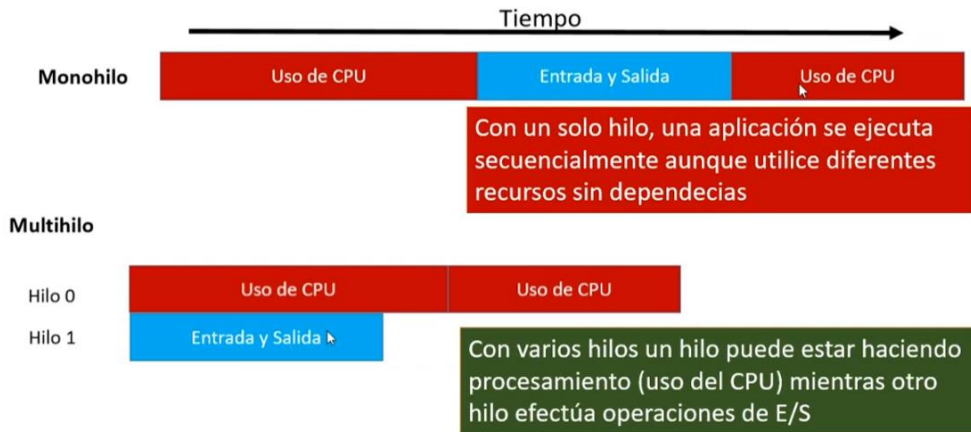 Tiempo
Monohilo
Uso de CPU
Entrada y Salida
Uso de CPU
Con un solo hilo, una aplicación se ejecuta
secuencialmente aunque utilice diferentes
recursos sin dependecias
Multihilo
Hilo 0
Uso de CPU
Uso de CPU
Hilo 1
Entrada y Salida
Con varios hilos un hilo puede estar haciendo
procesamiento (uso del CPU) mientras otro
hilo efectúa operaciones de E/S